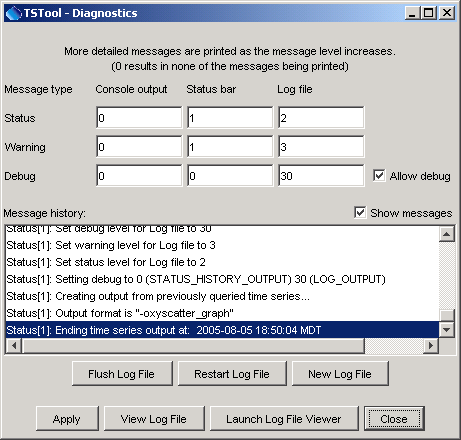 TSTool - Diagnostics
More detailed messages are printed as the message level increases.
(0 results in none of the messages being printed)
Message type Console output Status bar Log file
Status 0 1 2
Warning 0 1 3
Debug 0 0 30 Allow debug
Message history: Show messages
Status[1]: Set debug level for Log file to 30
Status[1]: Set warning level for Log file to 3
Status[1]: Set status level for Log file to 2
Status[1]: Setting debug to 0 (STATUS_HISTORY_OUTPUT) 30 (LOG_OUTPUT)
Status[1]: Creating output from previously queried time series...
Status[1]: Output format is "-oxyscatter_graph"
Status[1]: Ending time series output at: 2005-08-05 18:50:04 MDT
Flush Log File Restart Log File New Log File
Apply View Log File Launch Log File Viewer Close